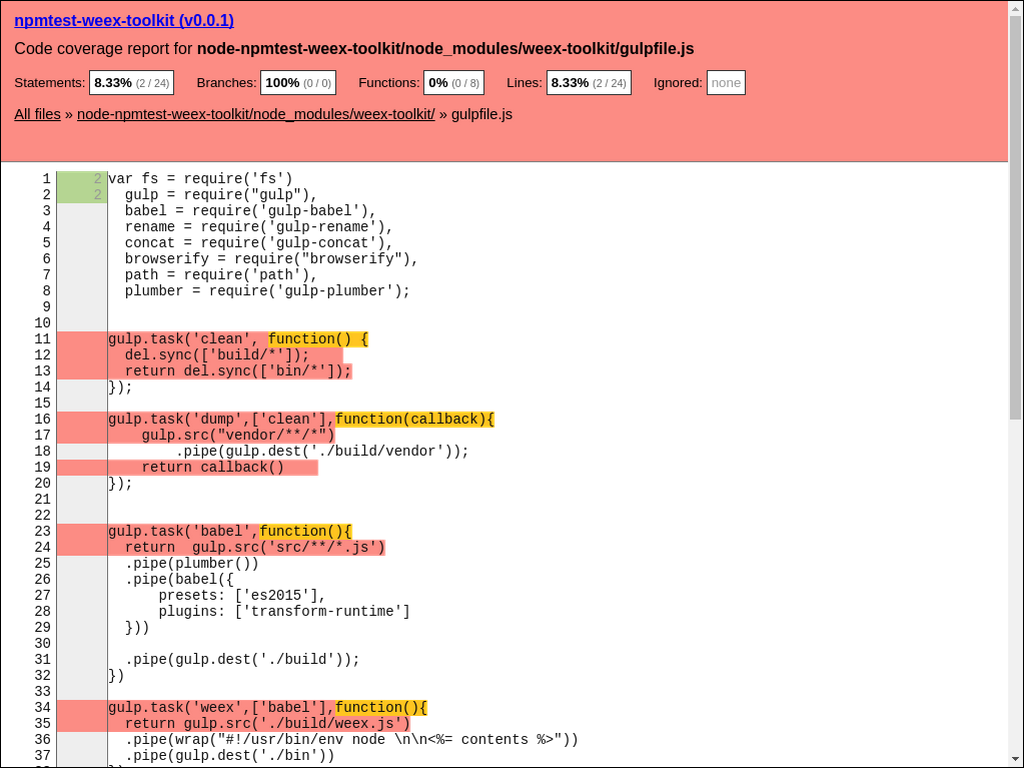 npmtest-weex-toolkit (v0.0.1)
Code coverage report for node-npmtest-weex-toolkit/node_modules/weex-toolkit/gulpfile.js
Statements: 8.33% (2 / 24) Branches: 100% (0 / 0) Functions: 0% (0 / 8) Lines: 8.33% (2 / 24) Ignored: none
All files » node-npmtest-weex-toolkit/node_modules/weex-toolkit/ » gulpfile.js
1 2 var fs = require('fs')
2 2   gulp = require("gulp"),
3   babel = require('gulp-babel'),
4   rename = require('gulp-rename'),
5   concat = require('gulp-concat'),
6   browserify = require("browserify"),
7   path = require('path'),
8   plumber = require('gulp-plumber');
9
10
11 gulp.task('clean', function() {
12   del.sync(['build/*']);
13   return del.sync(['bin/*']);
14 });
15
16 gulp.task('dump',['clean'],function(callback){
17     gulp.src("vendor/**/*")
18         .pipe(gulp.dest('./build/vendor'));
19     return callback()
20 });
21
22
23 gulp.task('babel',function(){
24   return  gulp.src('src/**/*.js')
25   .pipe(plumber())
26   .pipe(babel({
27       presets: ['es2015'],
28       plugins: ['transform-runtime']
29   }))
30
31   .pipe(gulp.dest('./build'));
32 })
33
34 gulp.task('weex',['babel'],function(){
35   return gulp.src('./build/weex.js')
36   .pipe(wrap("#!/usr/bin/env node \n\n<%= contents %>"))
37   .pipe(gulp.dest('./bin'))